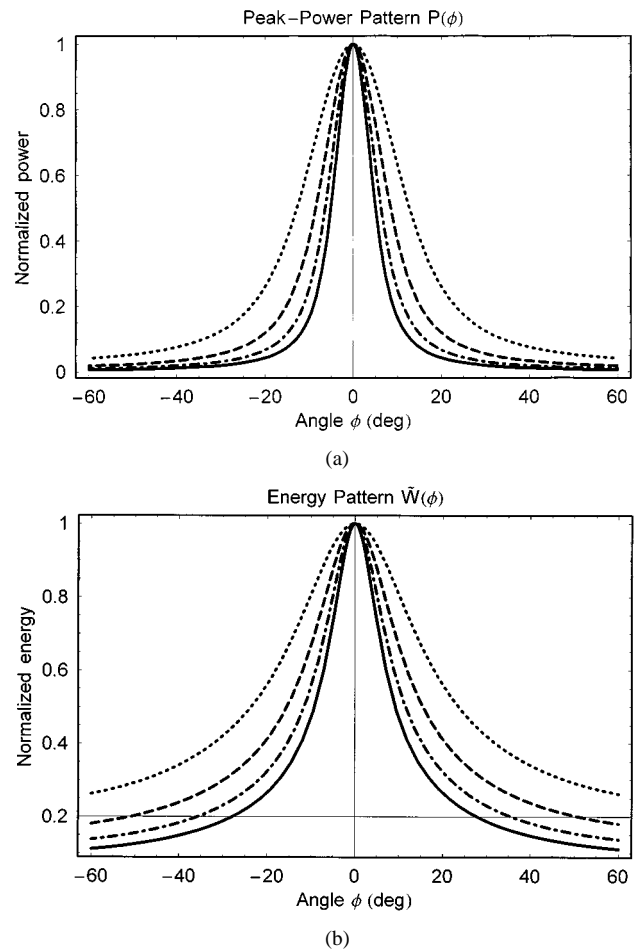 Peak−Power Pattern P(ϕ)
Normalized power
1
0.8
0.6
0.4
0.2
0
−60 −40 −20 0 20 40 60
Angle ϕ (deg)
(a)
Energy Pattern W̃(ϕ)
Normalized energy
1
0.8
0.6
0.4
0.2
−60 −40 −20 0 20 40 60
Angle ϕ (deg)
(b)